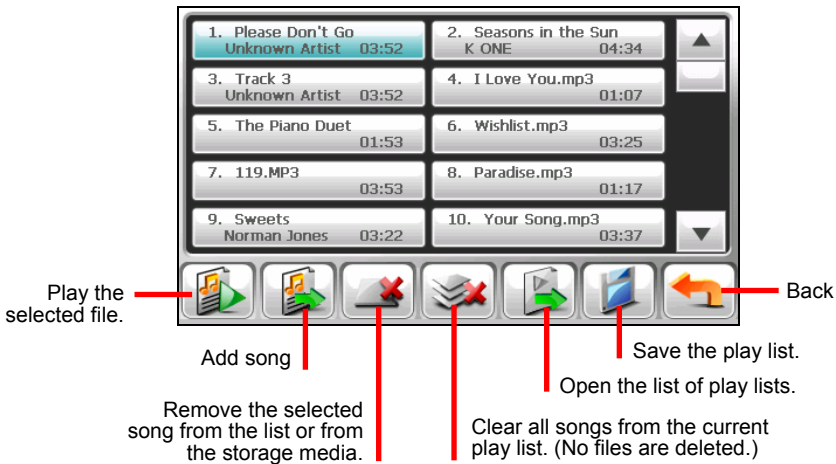 1. Please Don't Go
Unknown Artist 03:52
2. Seasons in the Sun
K ONE 04:34
3. Track 3
Unknown Artist 03:52
4. I Love You.mp3
01:07
5. The Piano Duet
01:53
6. Wishlist.mp3
03:25
7. 119.MP3
03:53
8. Paradise.mp3
01:17
9. Sweets
Norman Jones 03:22
10. Your Song.mp3
03:37
Play the
selected file.
Add song
Remove the selected
song from the list or from
the storage media.
Clear all songs from the current
play list. (No files are deleted.)
Open the list of play lists.
Save the play list.
Back